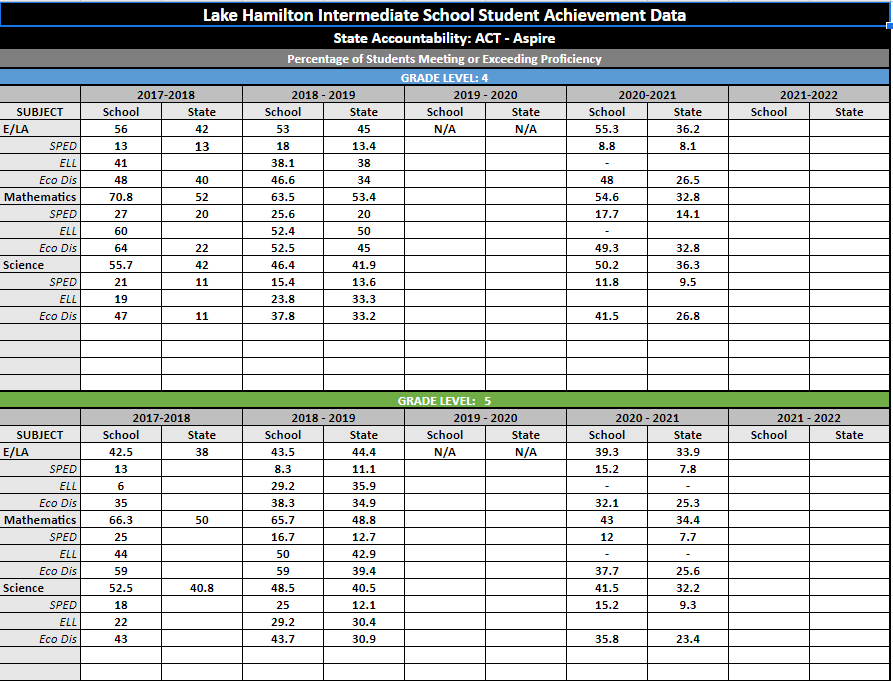 Lake Hamilton Intermediate School Student Achievement Data
State Accountability: ACT - Aspire
Percentage of Students Meeting or Exceeding Proficiency
GRADE LEVEL: 4
2017-2018 2018 - 2019 2019 - 2020 2020-2021 2021-2022
SUBJECT School State School State School State School State School State
E/LA 56 42 53 45 N/A N/A 55.3 36.2
SPED 13 13 18 13.4 8.8 8.1
ELL 41 38.1 38 -
Eco Dis 48 40 46.6 34 48 26.5
Mathematics 70.8 52 63.5 53.4 54.6 32.8
SPED 27 20 25.6 20 17.7 14.1
ELL 60 52.4 50 -
Eco Dis 64 22 52.5 45 49.3 32.8
Science 55.7 42 46.4 41.9 50.2 36.3
SPED 21 11 15.4 13.6 11.8 9.5
ELL 19 23.8 33.3
Eco Dis 47 11 37.8 33.2 41.5 26.8
GRADE LEVEL: 5
2017-2018 2018 - 2019 2019 - 2020 2020 - 2021 2021 - 2022
SUBJECT School State School State School State School State School State
E/LA 42.5 38 43.5 44.4 N/A N/A 39.3 33.9
SPED 13 8.3 11.1 15.2 7.8
ELL 6 29.2 35.9 - -
Eco Dis 35 38.3 34.9 32.1 25.3
Mathematics 66.3 50 65.7 48.8 43 34.4
SPED 25 16.7 12.7 12 7.7
ELL 44 50 42.9 - -
Eco Dis 59 59 39.4 37.7 25.6
Science 52.5 40.8 48.5 40.5 41.5 32.2
SPED 18 25 12.1 15.2 9.3
ELL 22 29.2 30.4
Eco Dis 43 43.7 30.9 35.8 23.4